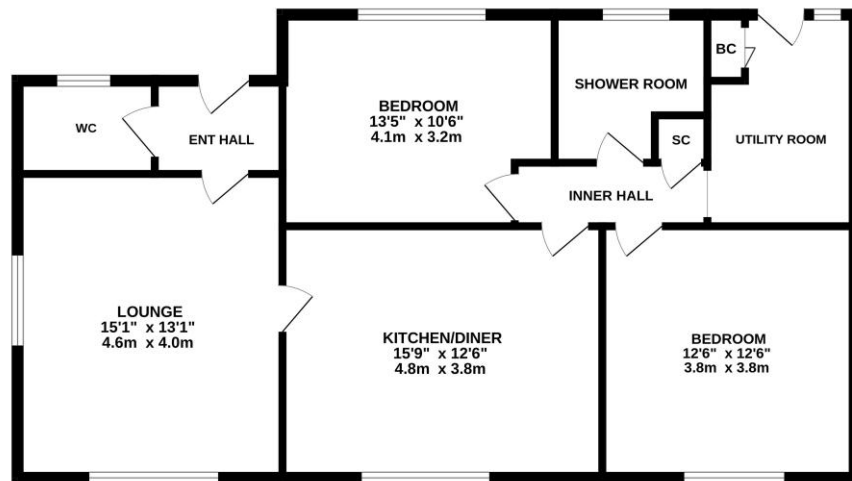 BC
SHOWER ROOM
BEDROOM
13'5" x 10'6"
4.1m x 3.2m
WC
ENT HALL
SC
UTILITY ROOM
INNER HALL
LOUNGE
15'1" x 13'1"
4.6m x 4.0m
KITCHEN/DINER
15'9" x 12'6"
4.8m x 3.8m
BEDROOM
12'6" x 12'6"
3.8m x 3.8m